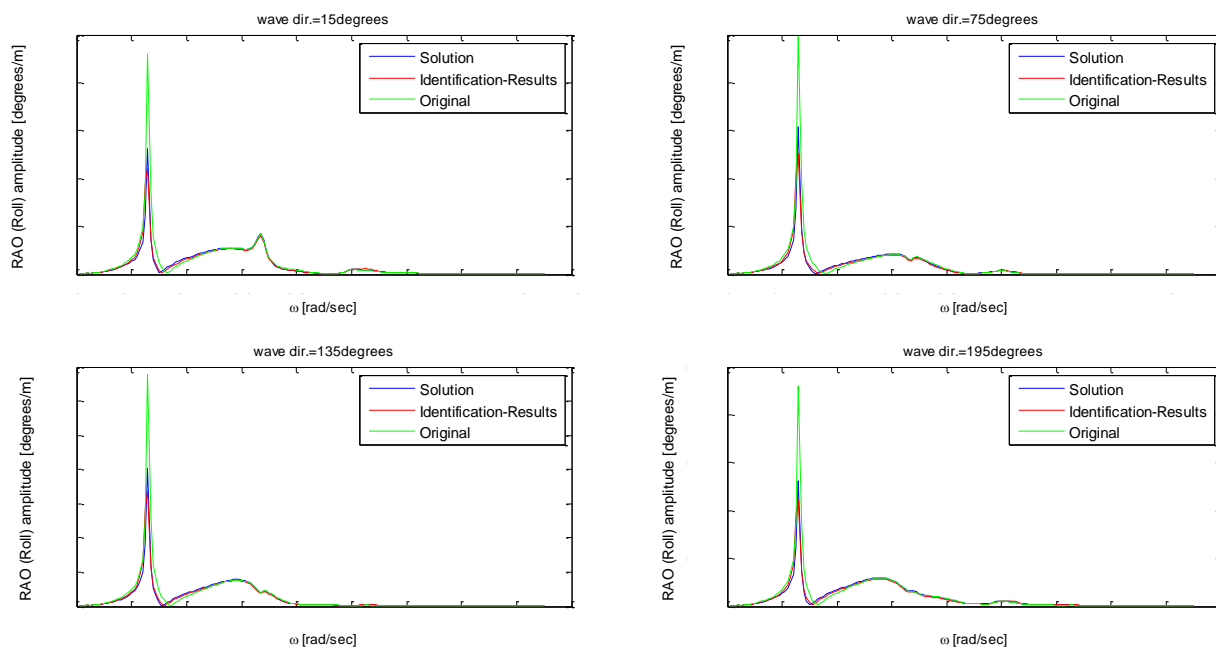 wave dir.=15degrees
RAO (Roll) amplitude [degrees/m]
Solution
Identification-Results
Original
ω [rad/sec]
wave dir.=75degrees
RAO (Roll) amplitude [degrees/m]
Solution
Identification-Results
Original
ω [rad/sec]
wave dir.=135degrees
RAO (Roll) amplitude [degrees/m]
Solution
Identification-Results
Original
ω [rad/sec]
wave dir.=195degrees
RAO (Roll) amplitude [degrees/m]
Solution
Identification-Results
Original
ω [rad/sec]